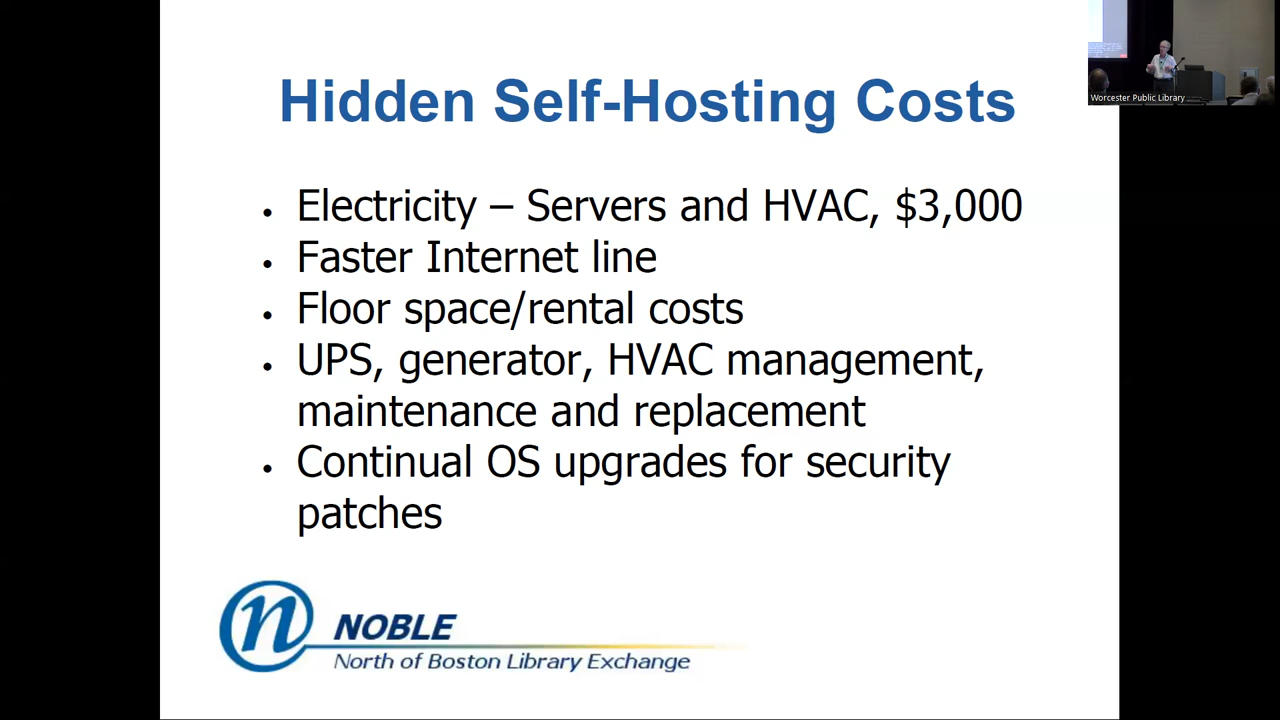 Hidden Self-Hosting Costs
• Electricity – Servers and HVAC, $3,000
• Faster Internet line
• Floor space/rental costs
• UPS, generator, HVAC management,
maintenance and replacement
• Continual OS upgrades for security
patches
n NOBLE
North of Boston Library Exchange
Worcester Public Library